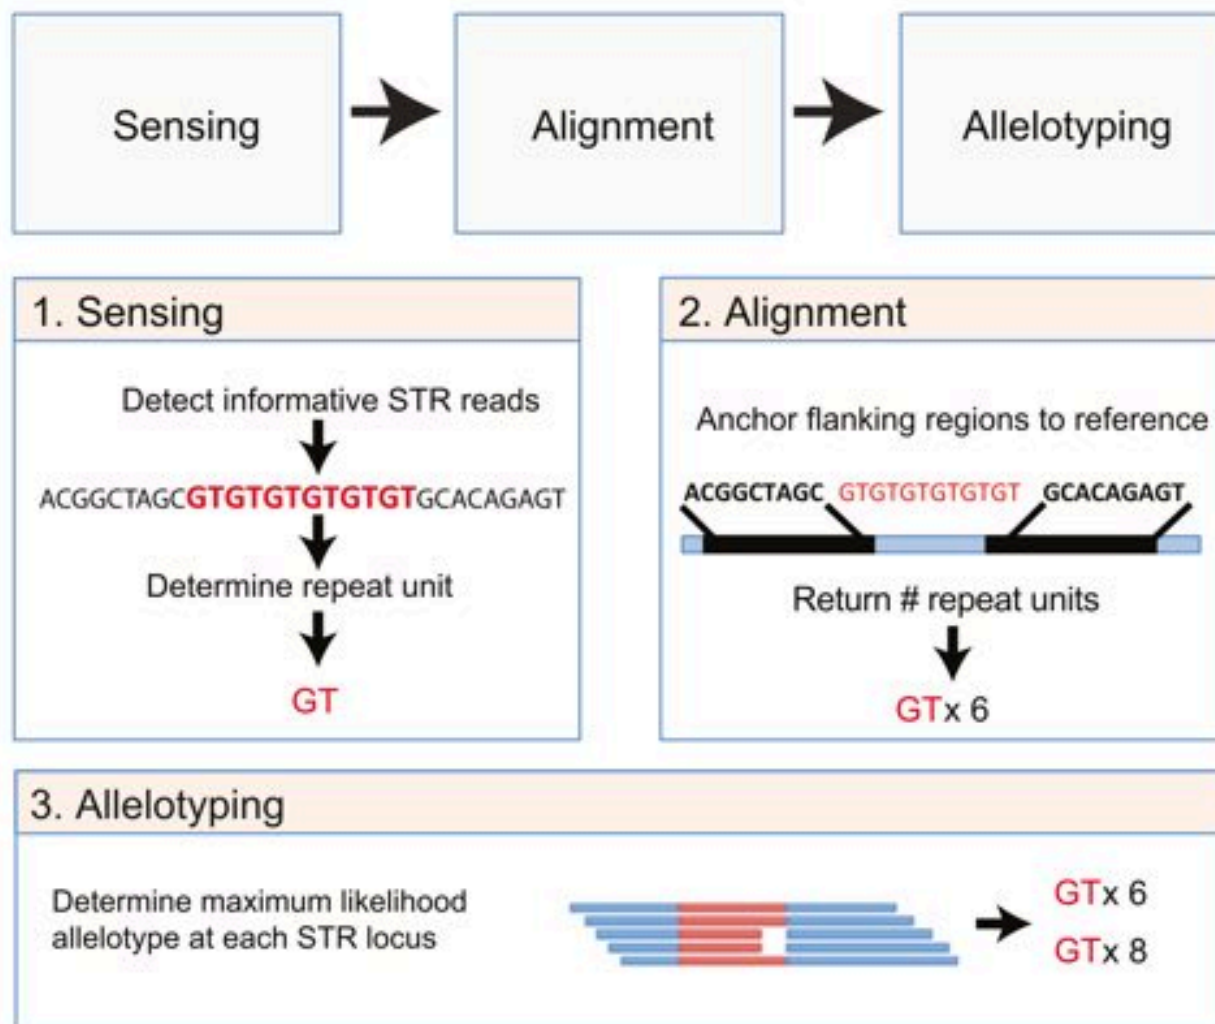 Sensing
Alignment
Allelotyping
1. Sensing
Detect informative STR reads
ACGGCTAGCGTGTGTGTGTGTGCACAGAGT
Determine repeat unit
GT
2. Alignment
Anchor flanking regions to reference
ACGGCTAGC GTGTGTGTGTGT GCACAGAGT
Return # repeat units
GTx 6
3. Allelotyping
Determine maximum likelihood
allelotype at each STR locus
GTx 6
GTx 8